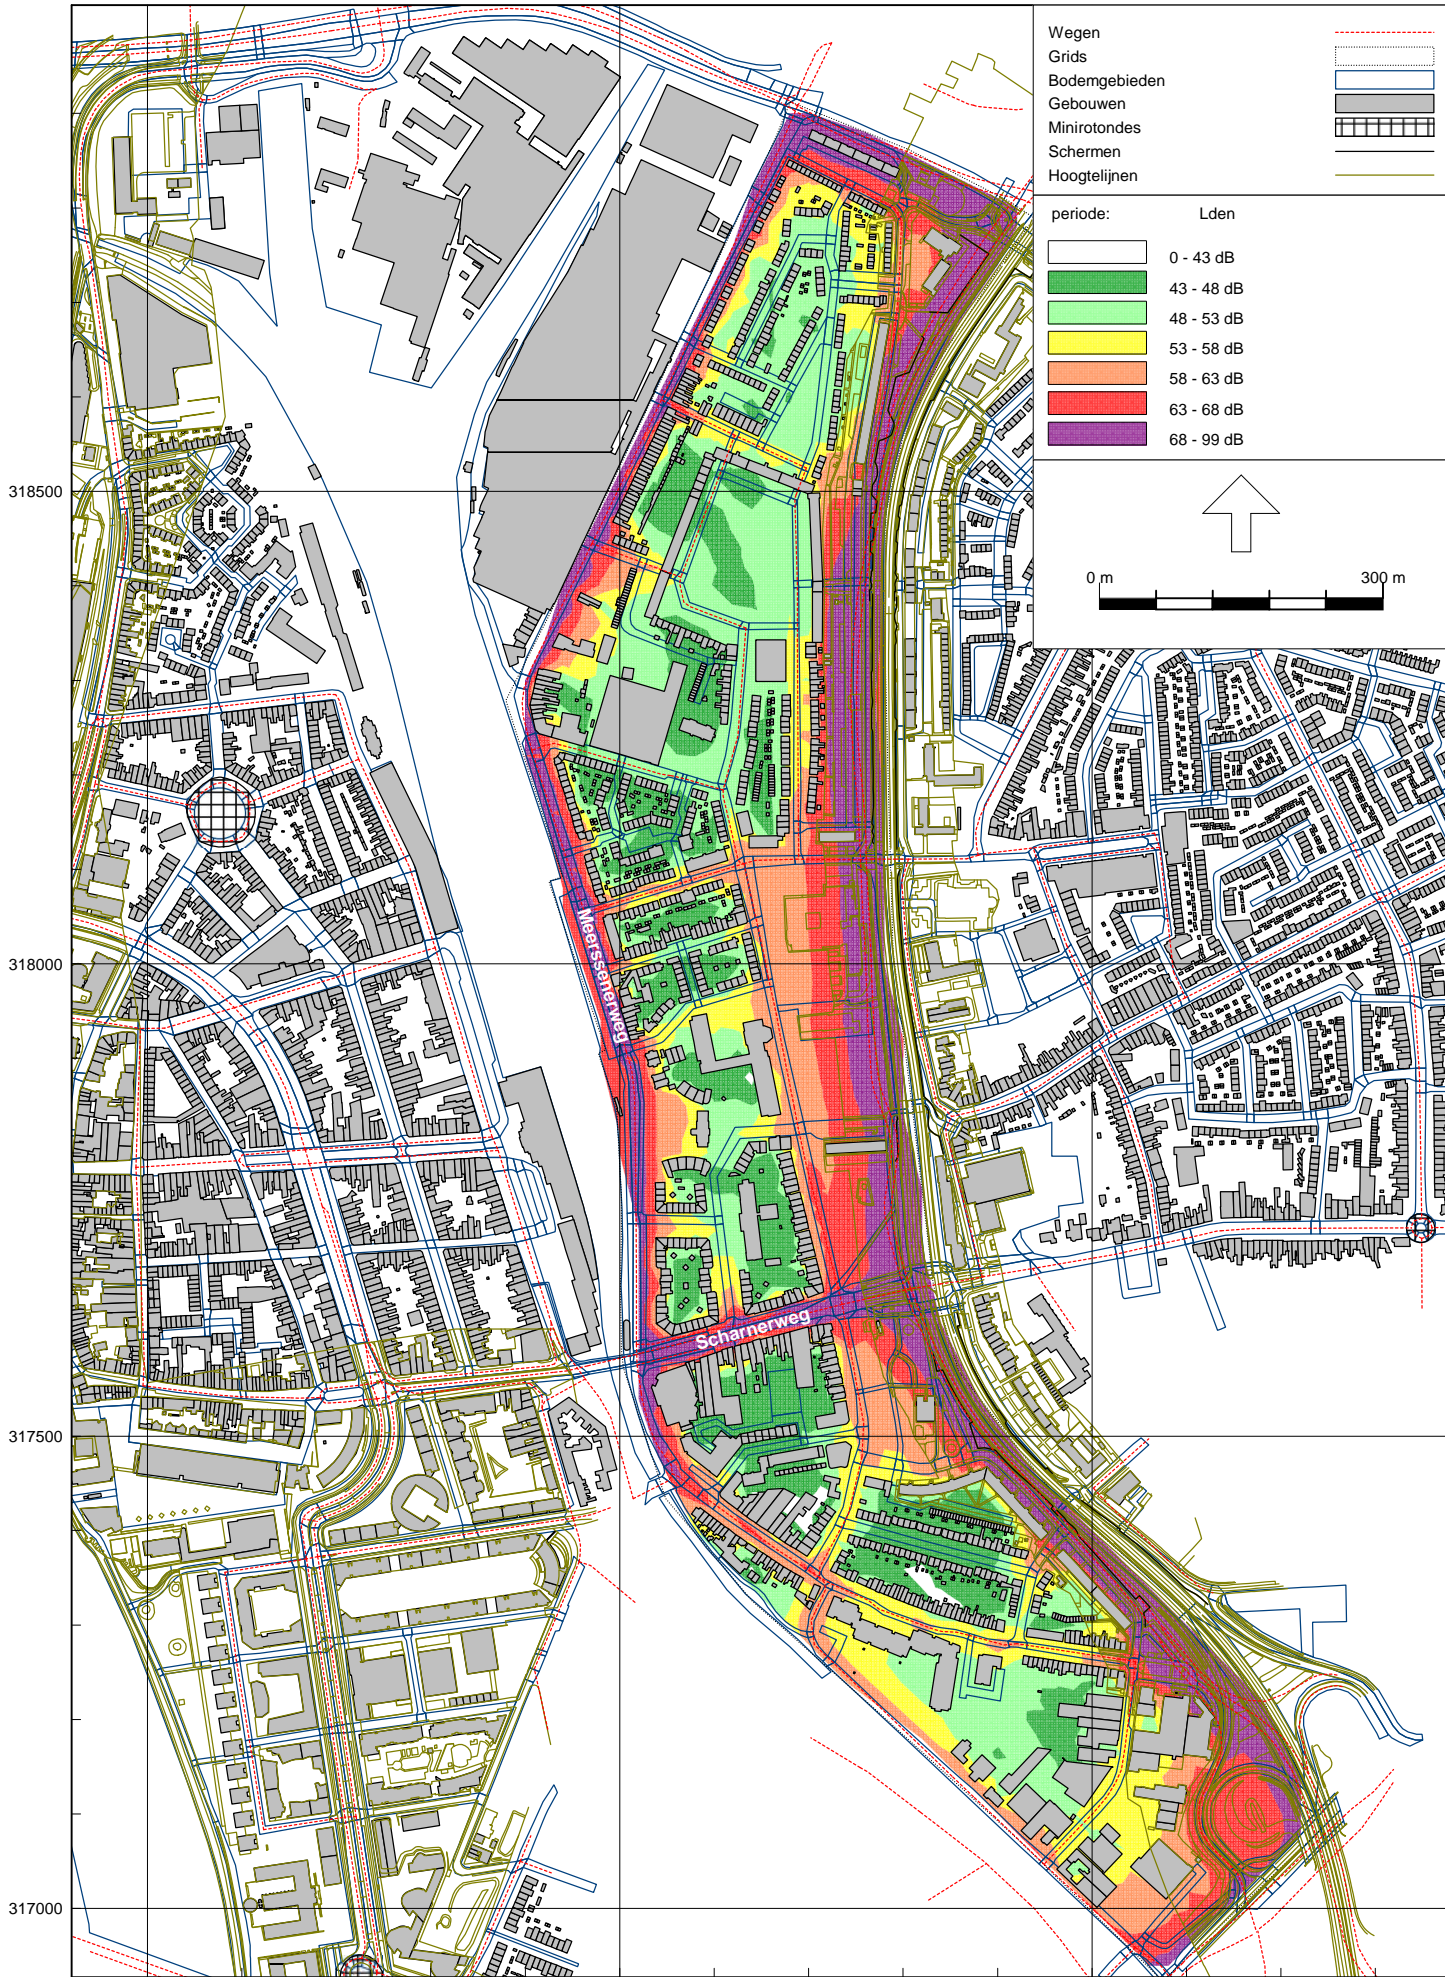 Wegen
Grids
Bodemgebieden
Gebouwen
Minirotondes
Schermen
Hoogtelijnen
periode: Lden
0 - 43 dB
43 - 48 dB
48 - 53 dB
53 - 58 dB
58 - 63 dB
63 - 68 dB
68 - 99 dB
0 m 300 m
318500
318000
317500
317000
Meerssenerweg
Scharnerweg